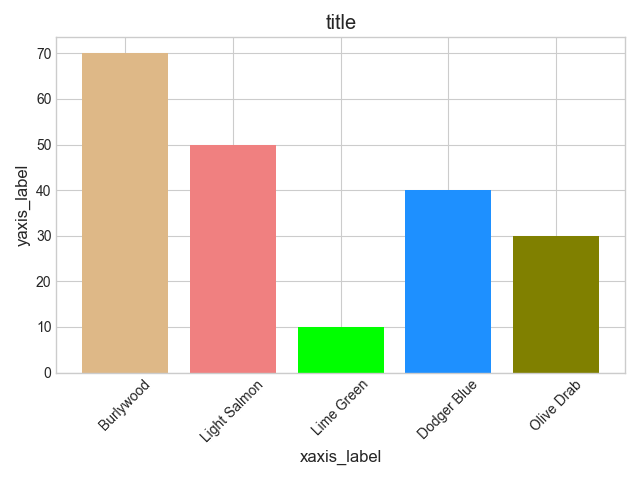 title
yaxis_label
70
60
50
40
30
20
10
0
Burlywood
Light Salmon
Lime Green
Dodger Blue
Olive Drab
xaxis_label